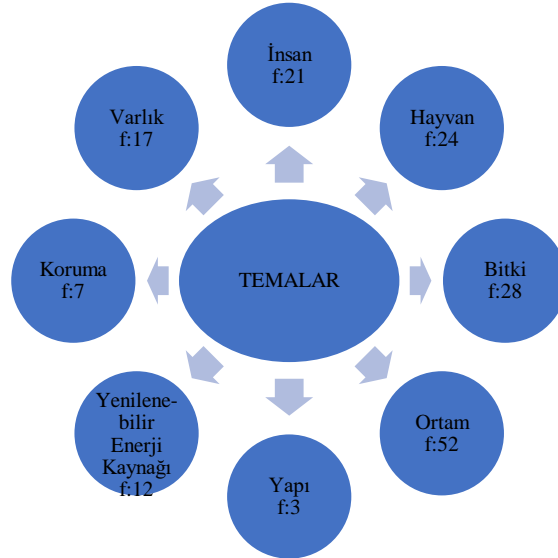 İnsan
f:21
Hayvan
f:24
Bitki
f:28
Ortam
f:52
Yapı
f:3
Yenilene-
bilir
Enerji
Kaynağı
f:12
Koruma
f:7
Varlık
f:17
TEMALAR